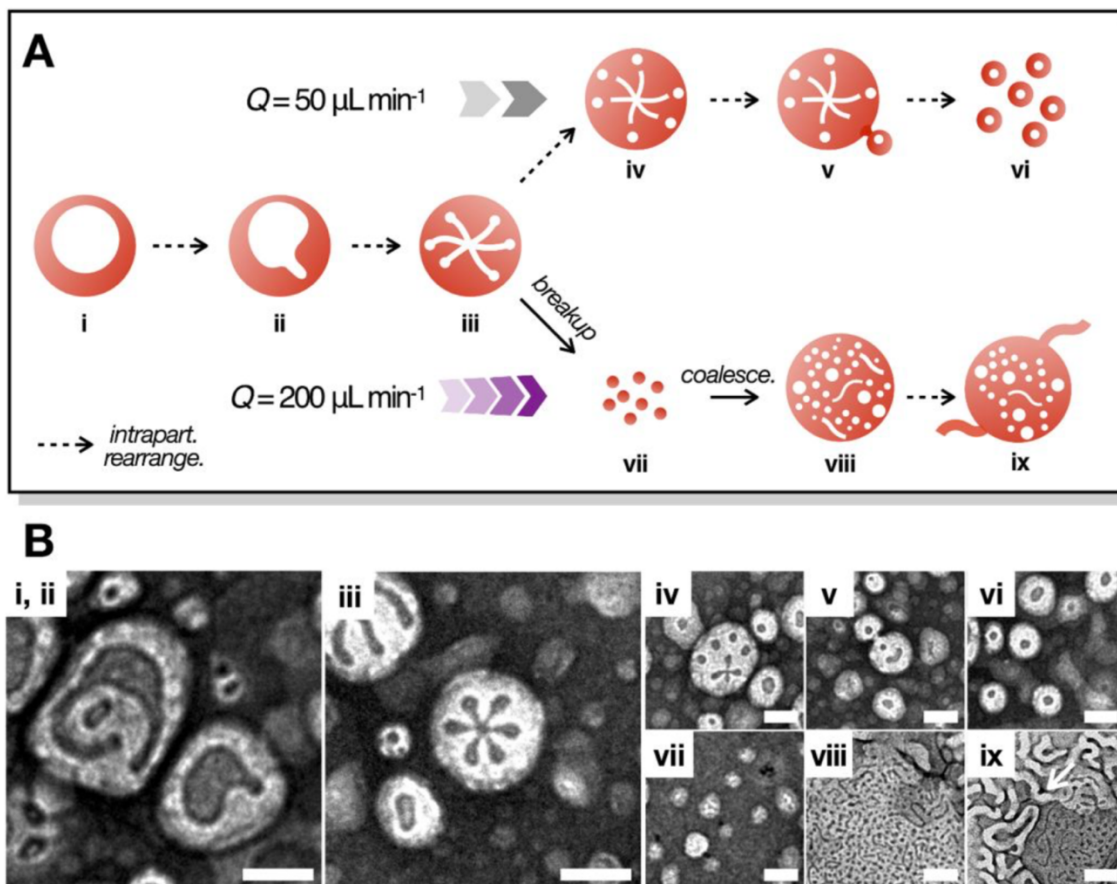 A
Q = 50 µL min-1
iv
v
vi
i
ii
iii
breakup
Q = 200 µL min-1
coalesce.
vii
viii
ix
intrapart.
rearrange.
B
i, ii
iii
iv
v
vi
vii
viii
ix